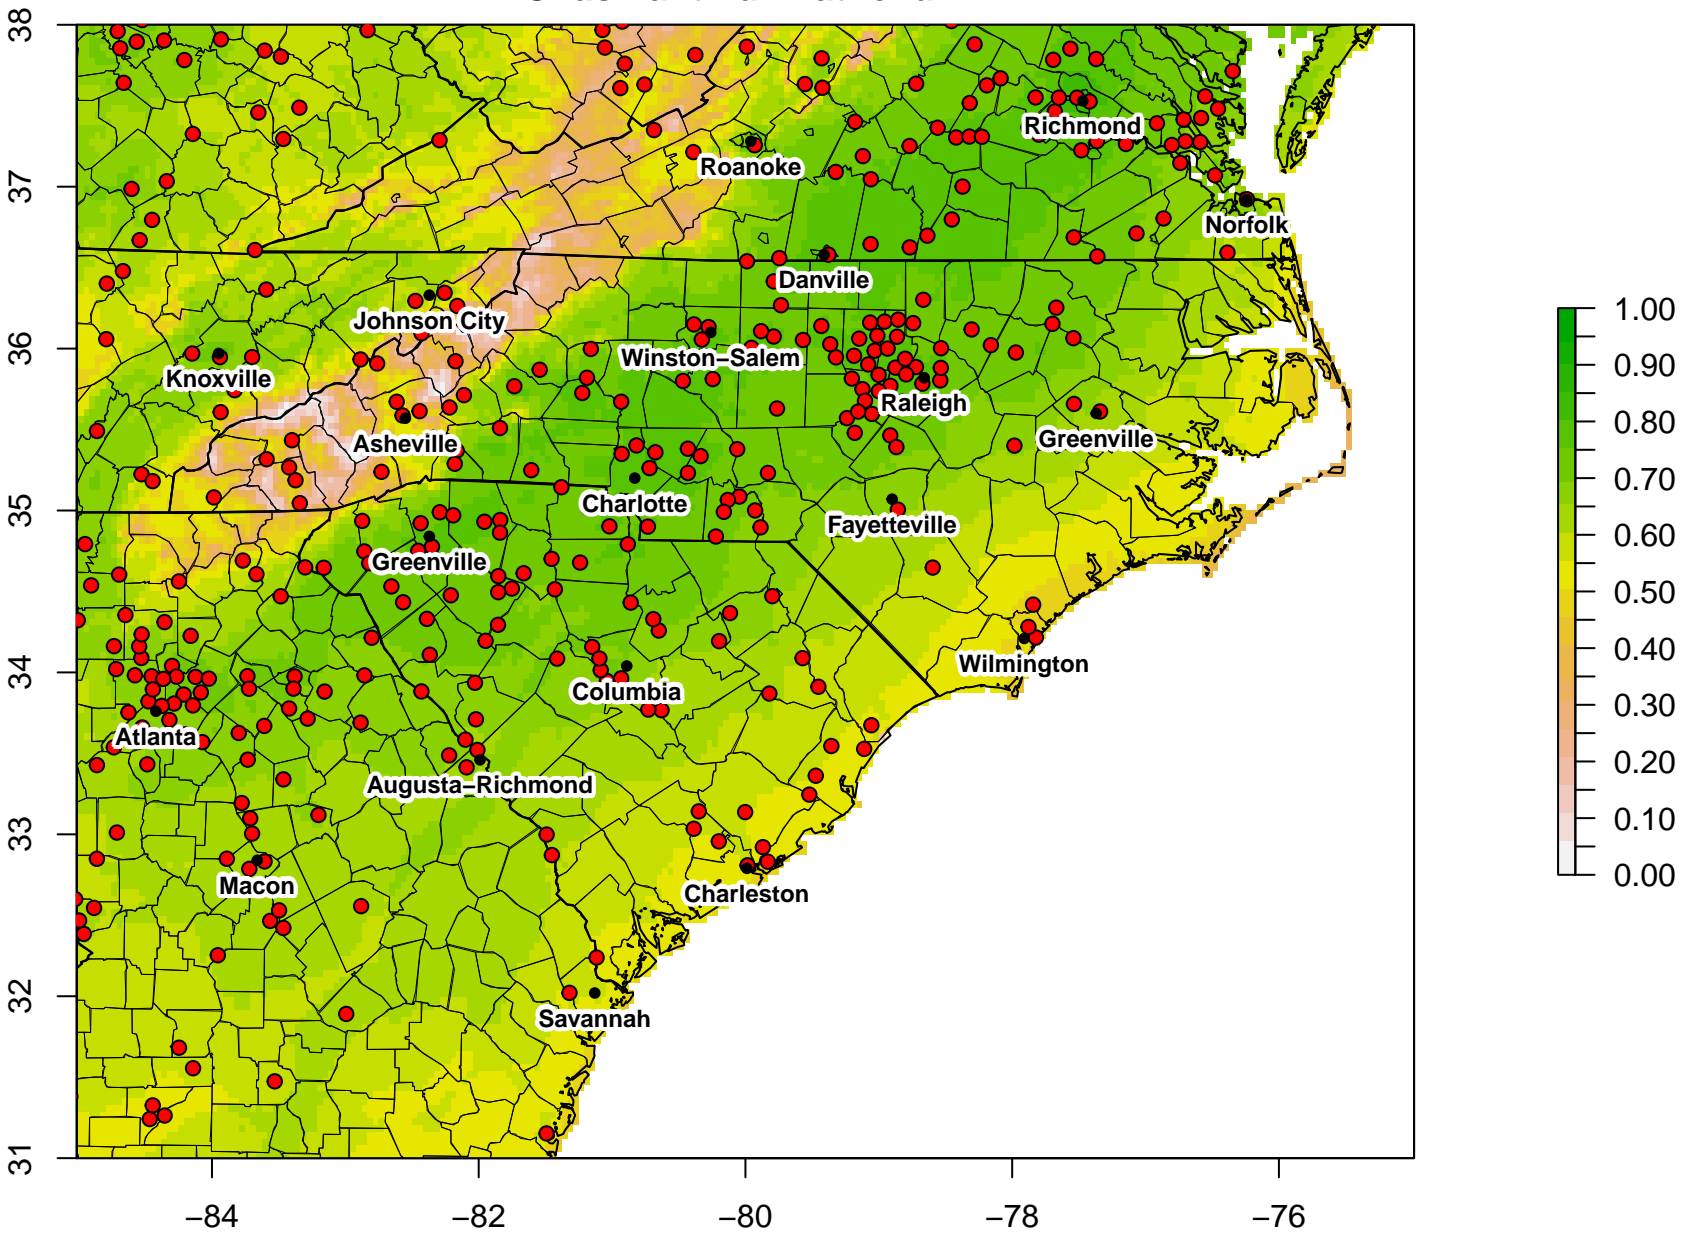 38
37
36
35
34
33
32
31
Richmond
Roanoke
Norfolk
Danville
Johnson City
Winston–Salem
Knoxville
Raleigh
Asheville
Greenville
Charlotte
Fayetteville
Greenville
Wilmington
Columbia
Atlanta
Augusta–Richmond
Macon
Charleston
Savannah
−84
−82
−80
−78
−76
1.00
0.90
0.80
0.70
0.60
0.50
0.40
0.30
0.20
0.10
0.00